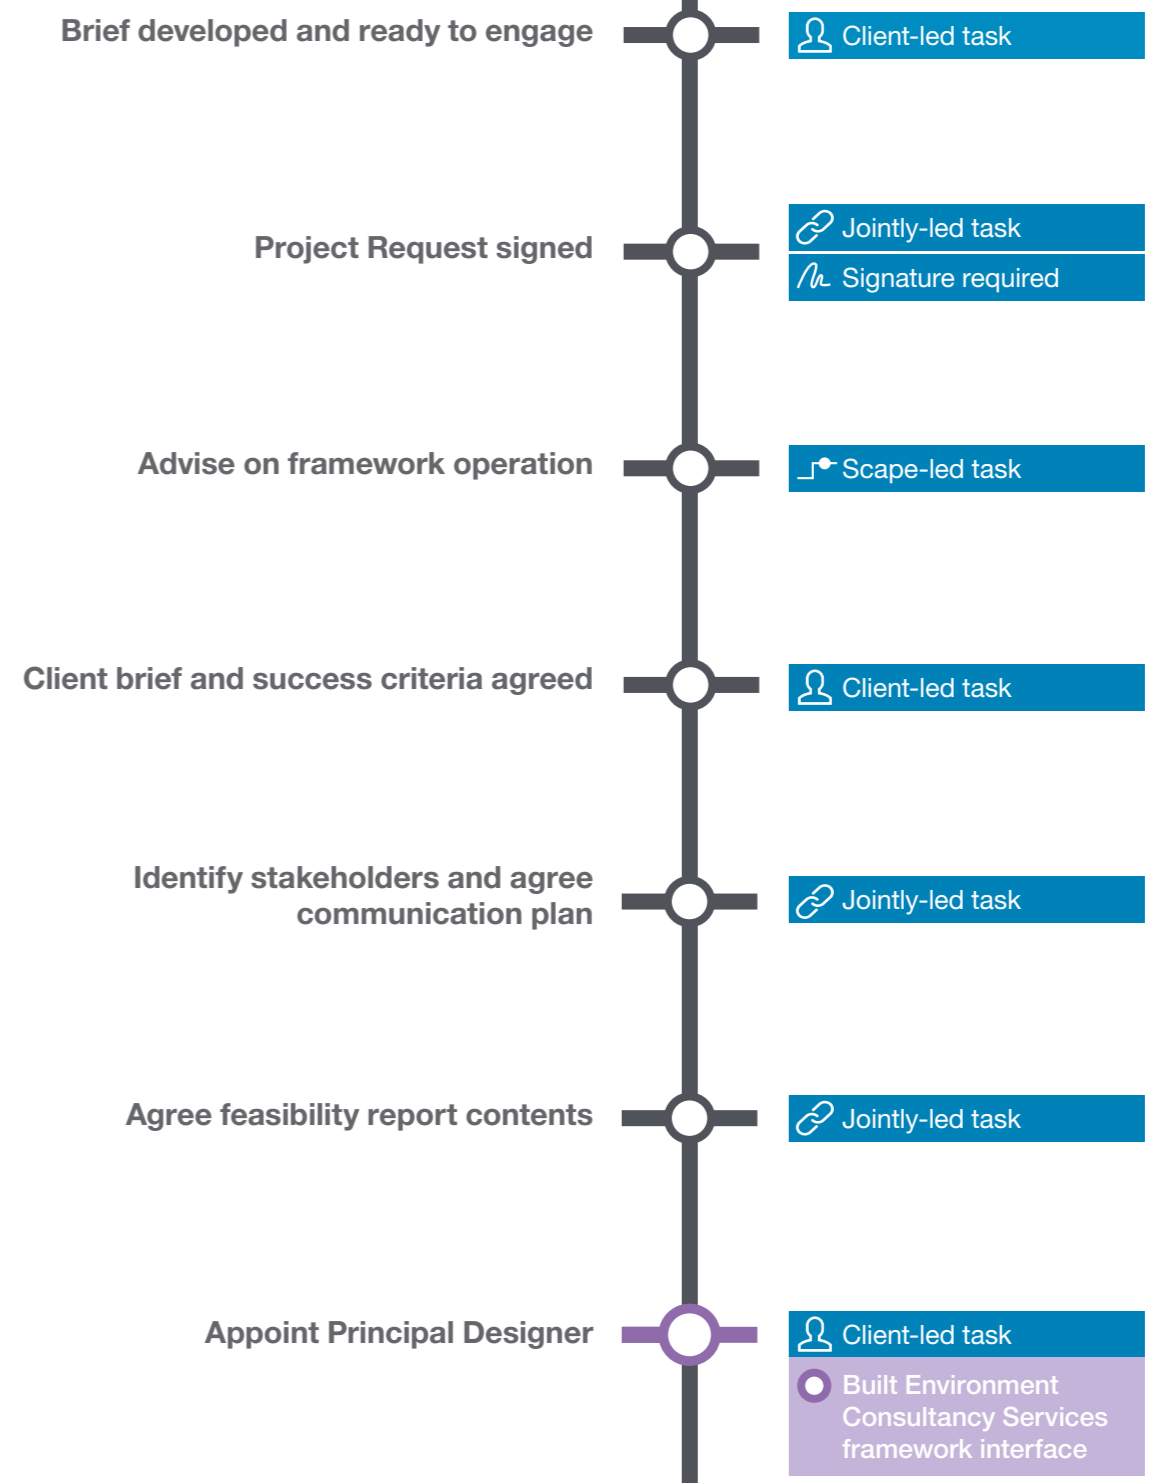 Brief developed and ready to engage
Client-led task
Project Request signed
Jointly-led task
Signature required
Advise on framework operation
Scape-led task
Client brief and success criteria agreed
Client-led task
Identify stakeholders and agree
communication plan
Jointly-led task
Agree feasibility report contents
Jointly-led task
Appoint Principal Designer
Client-led task
Built Environment
Consultancy Services
framework interface